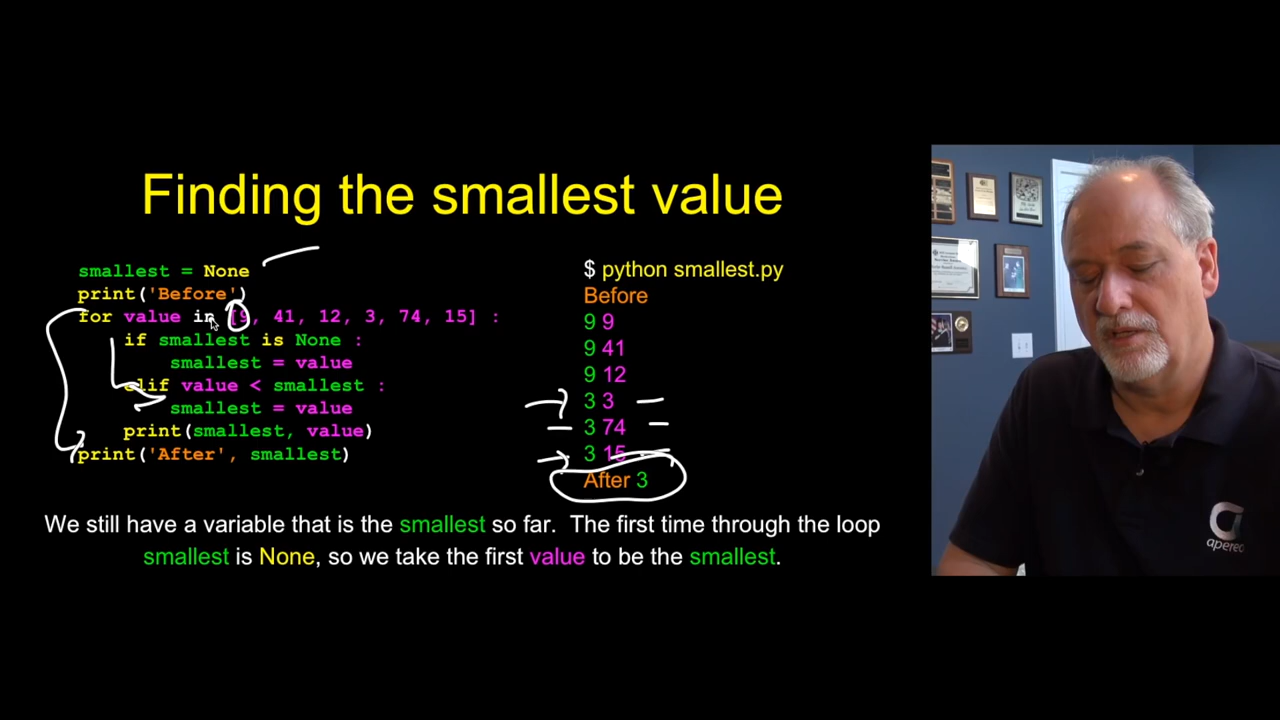 Finding the smallest value
smallest = None
print('Before')
for value in [9, 41, 12, 3, 74, 15] :
if smallest is None :
smallest = value
elif value < smallest :
smallest = value
print(smallest, value)
print('After', smallest)
$ python smallest.py
Before
9 9
9 41
9 12
3 3
3 74
3 15
After 3
We still have a variable that is the smallest so far. The first time through the loop
smallest is None, so we take the first value to be the smallest.
apereo